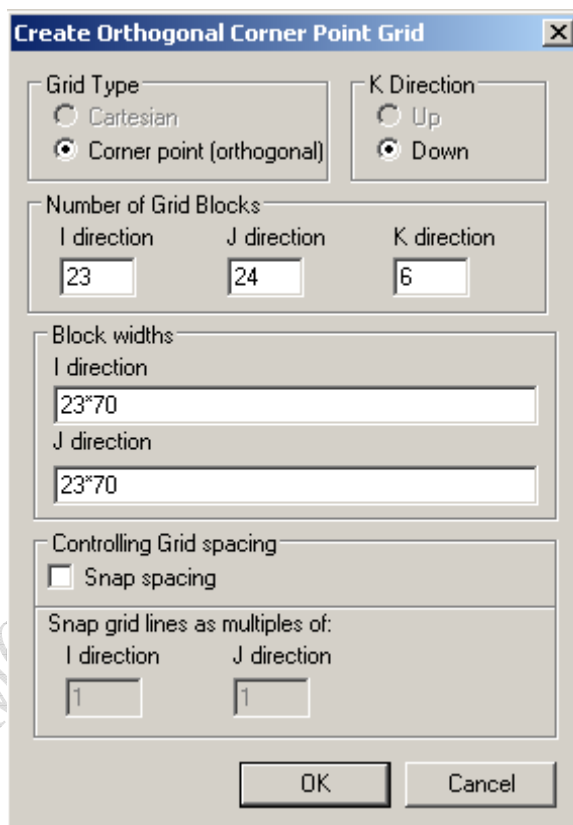 Create Orthogonal Corner Point Grid
Grid Type
Cartesian
Corner point (orthogonal)
K Direction
Up
Down
Number of Grid Blocks
I direction J direction K direction
23 24 6
Block widths
I direction
23*70
J direction
23*70
Controlling Grid spacing
Snap spacing
Snap grid lines as multiples of:
I direction J direction
1 1
OK Cancel